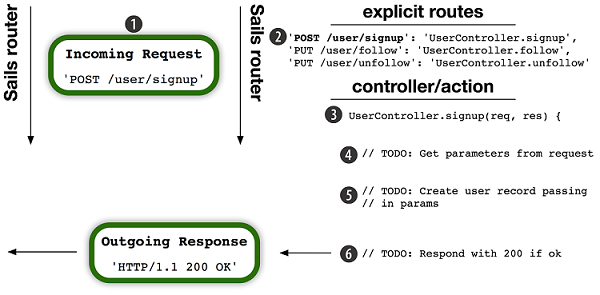 Sails router
1
Incoming Request
'POST /user/signup'
Sails router
explicit routes
2 'POST /user/signup': 'UserController.signup',
'PUT /user/follow': 'UserController.follow',
'PUT /user/unfollow': 'UserController.unfollow'
controller/action
3 UserController.signup(req, res) {
4 // TODO: Get parameters from request
5 // TODO: Create user record passing
// in params
Outgoing Response
'HTTP/1.1 200 OK'
6 // TODO: Respond with 200 if ok